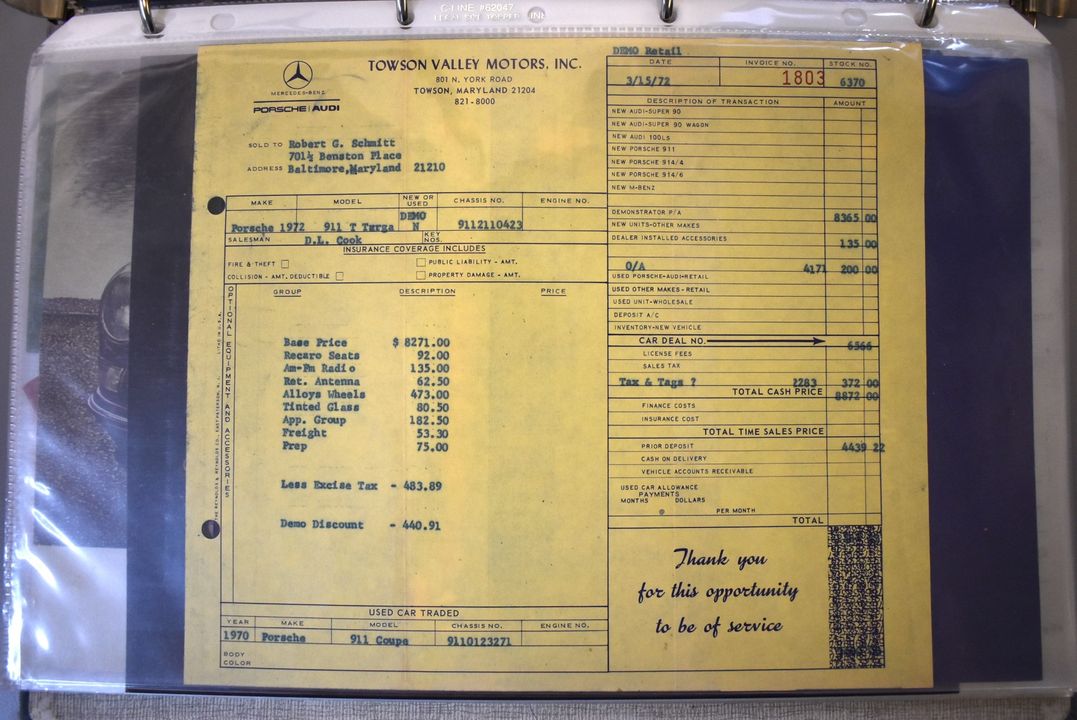 C-LINE #62047
DEMO Retail
TOWSON VALLEY MOTORS, INC.
801 N. YORK ROAD
TOWSON, MARYLAND 21204
821-8000
MERCEDES-BENZ
PORSCHE AUDI
DATE INVOICE NO. STOCK NO.
3/15/72 1803 6370
DESCRIPTION OF TRANSACTION AMOUNT
NEW AUDI-SUPER 90
NEW AUDI-SUPER 90 WAGON
NEW AUDI 100LS
NEW PORSCHE 911
NEW PORSCHE 914/4
NEW PORSCHE 914/6
NEW M-BENZ
SOLD TO Robert G. Schmitt
701½ Benston Place
ADDRESS Baltimore,Maryland 21210
MAKE MODEL NEW OR USED CHASSIS NO. ENGINE NO.
DEMO
Porsche 1972 911 T Targa N 9112110423
SALESMAN D.L. Cook KEY NOS.
DEMONSTRATOR P/A 8365 00
NEW UNITS-OTHER MAKES
DEALER INSTALLED ACCESSORIES 135 00
O/A 4171 200 00
USED PORSCHE-AUDI-RETAIL
USED OTHER MAKES - RETAIL
USED UNIT-WHOLESALE
DEPOSIT A/C
INVENTORY-NEW VEHICLE
CAR DEAL NO. 6566
LICENSE FEES
SALES TAX
Tax & Tags ? 2283 372 00
TOTAL CASH PRICE 8872 00
FINANCE COSTS
INSURANCE COST
TOTAL TIME SALES PRICE
PRIOR DEPOSIT 4439 22
CASH ON DELIVERY
VEHICLE ACCOUNTS RECEIVABLE
USED CAR ALLOWANCE
PAYMENTS
MONTHS DOLLARS
PER MONTH
TOTAL
INSURANCE COVERAGE INCLUDES
FIRE & THEFT PUBLIC LIABILITY - AMT.
COLLISION - AMT. DEDUCTIBLE PROPERTY DAMAGE - AMT.
OPTIONAL EQUIPMENT AND ACCESSORIES
GROUP DESCRIPTION PRICE
Base Price $ 8271.00
Recaro Seats 92.00
Am-Fm Radio 135.00
Ret. Antenna 62.50
Alloys Wheels 473.00
Tinted Glass 80.50
App. Group 182.50
Freight 53.30
Prep 75.00
Less Excise Tax - 483.89
Demo Discount - 440.91
USED CAR TRADED
YEAR MAKE MODEL CHASSIS NO. ENGINE NO.
1970 Porsche 911 Coupe 9110123271
BODY
COLOR
Thank you
for this opportunity
to be of service